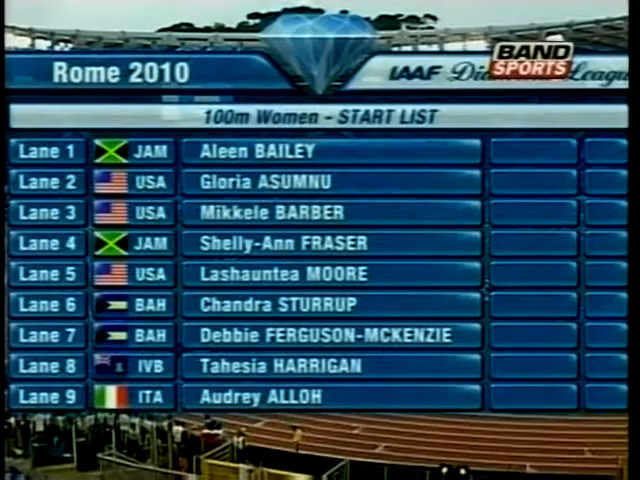 BAND
SPORTS
Rome 2010
IAAF Diamond League
100m Women - START LIST
Lane 1 JAM Aleen BAILEY
Lane 2 USA Gloria ASUMNU
Lane 3 USA Mikkele BARBER
Lane 4 JAM Shelly-Ann FRASER
Lane 5 USA Lashauntea MOORE
Lane 6 BAH Chandra STURRUP
Lane 7 BAH Debbie FERGUSON-MCKENZIE
Lane 8 IVB Tahesia HARRIGAN
Lane 9 ITA Audrey ALLOH